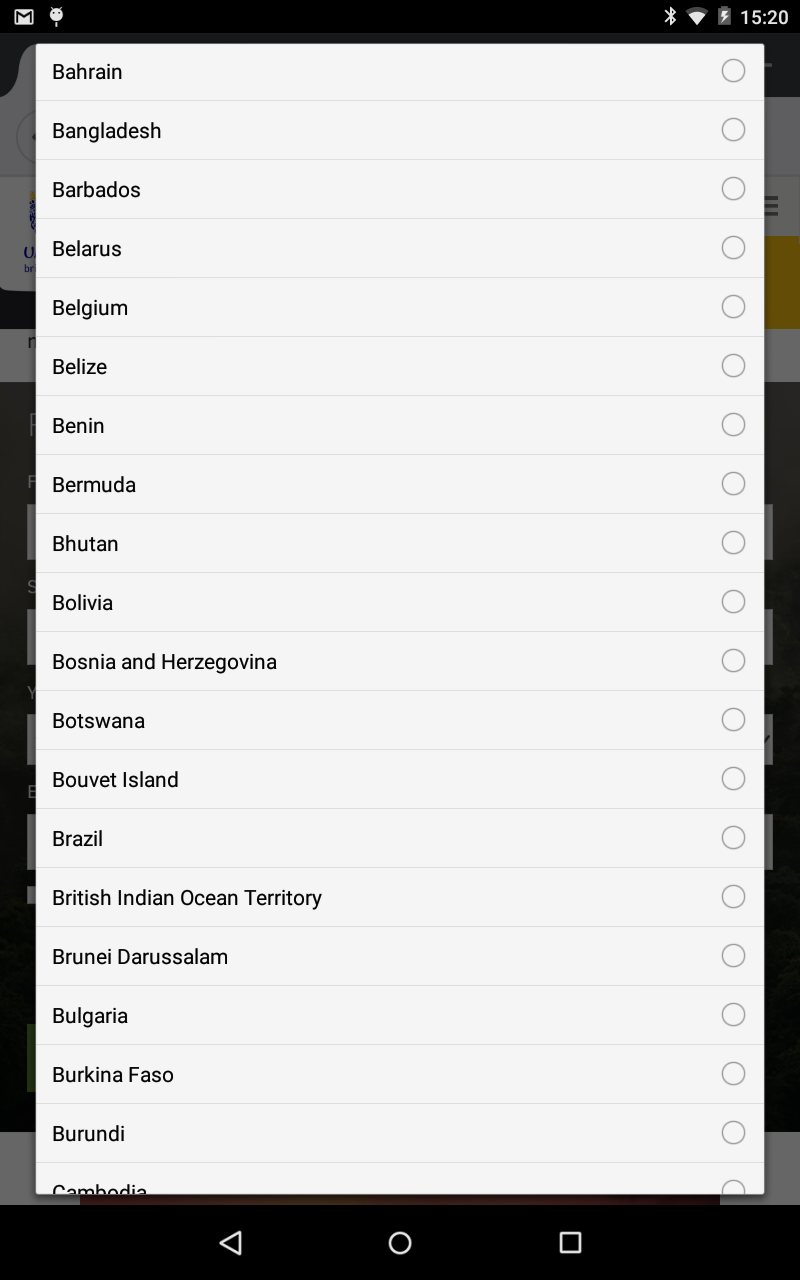 15:20
Bahrain
Bangladesh
Barbados
Belarus
Belgium
Belize
Benin
Bermuda
Bhutan
Bolivia
Bosnia and Herzegovina
Botswana
Bouvet Island
Brazil
British Indian Ocean Territory
Brunei Darussalam
Bulgaria
Burkina Faso
Burundi
Cambodia